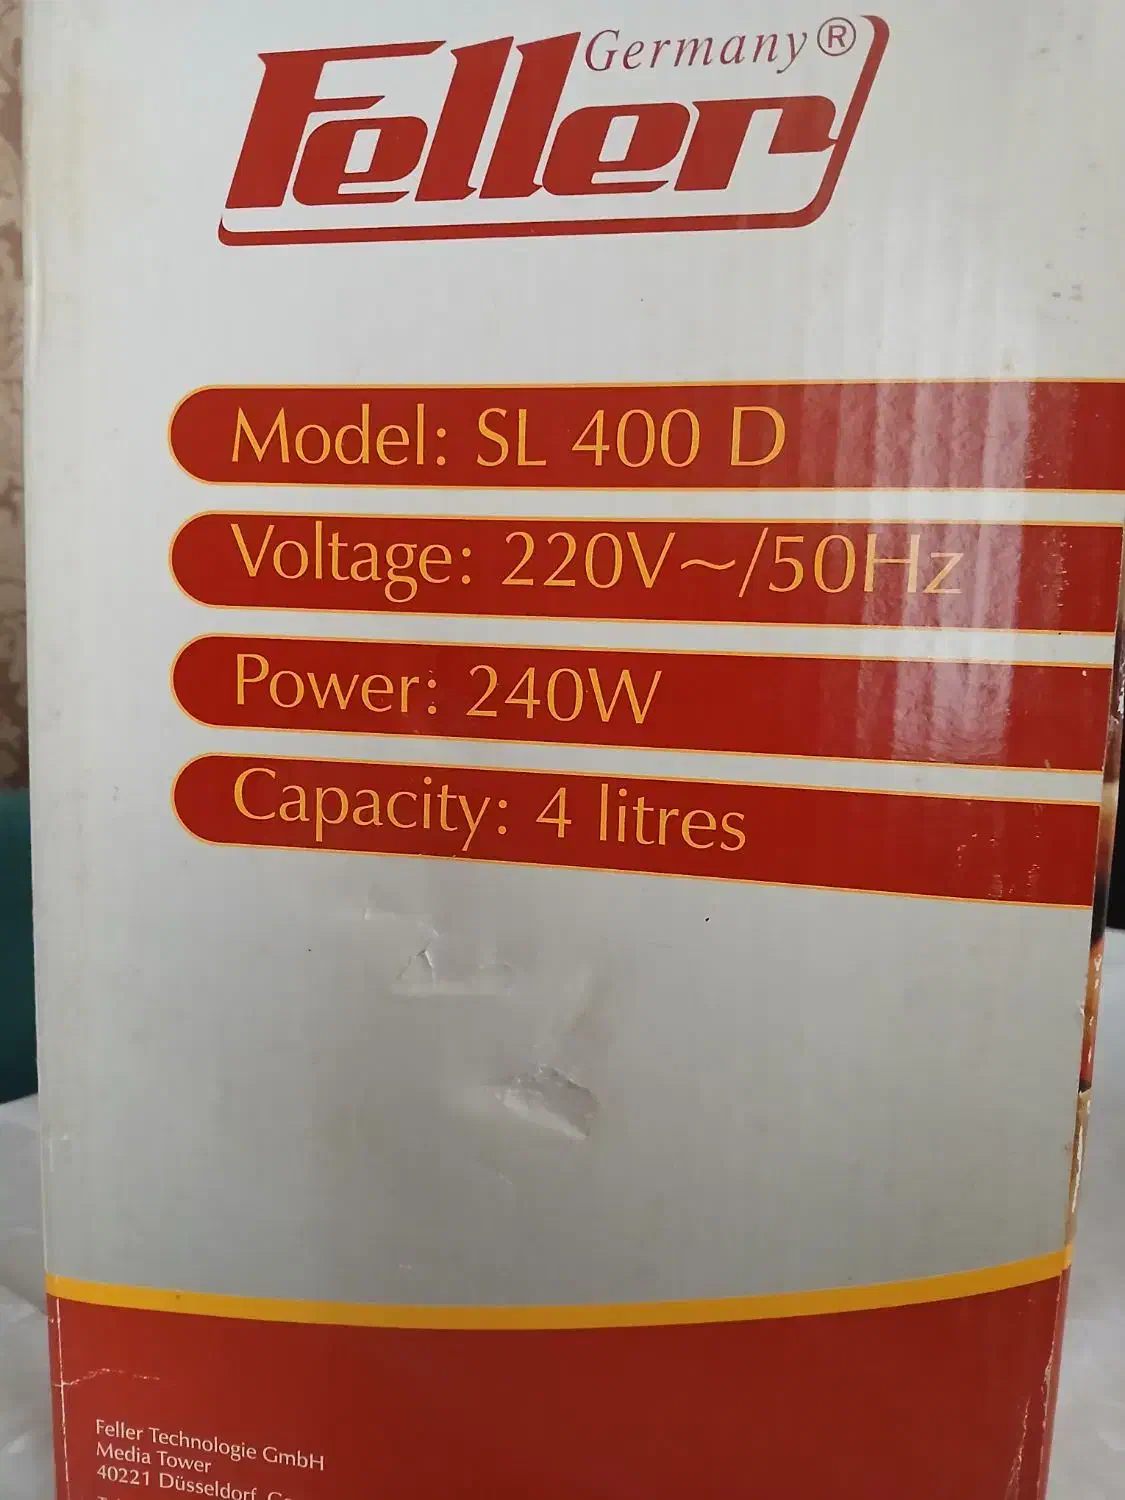 Germany®
Feller
Model: SL 400 D
Voltage: 220V~/50Hz
Power: 240W
Capacity: 4 litres
Feller Technologie GmbH
Media Tower
40221 Düsseldorf,